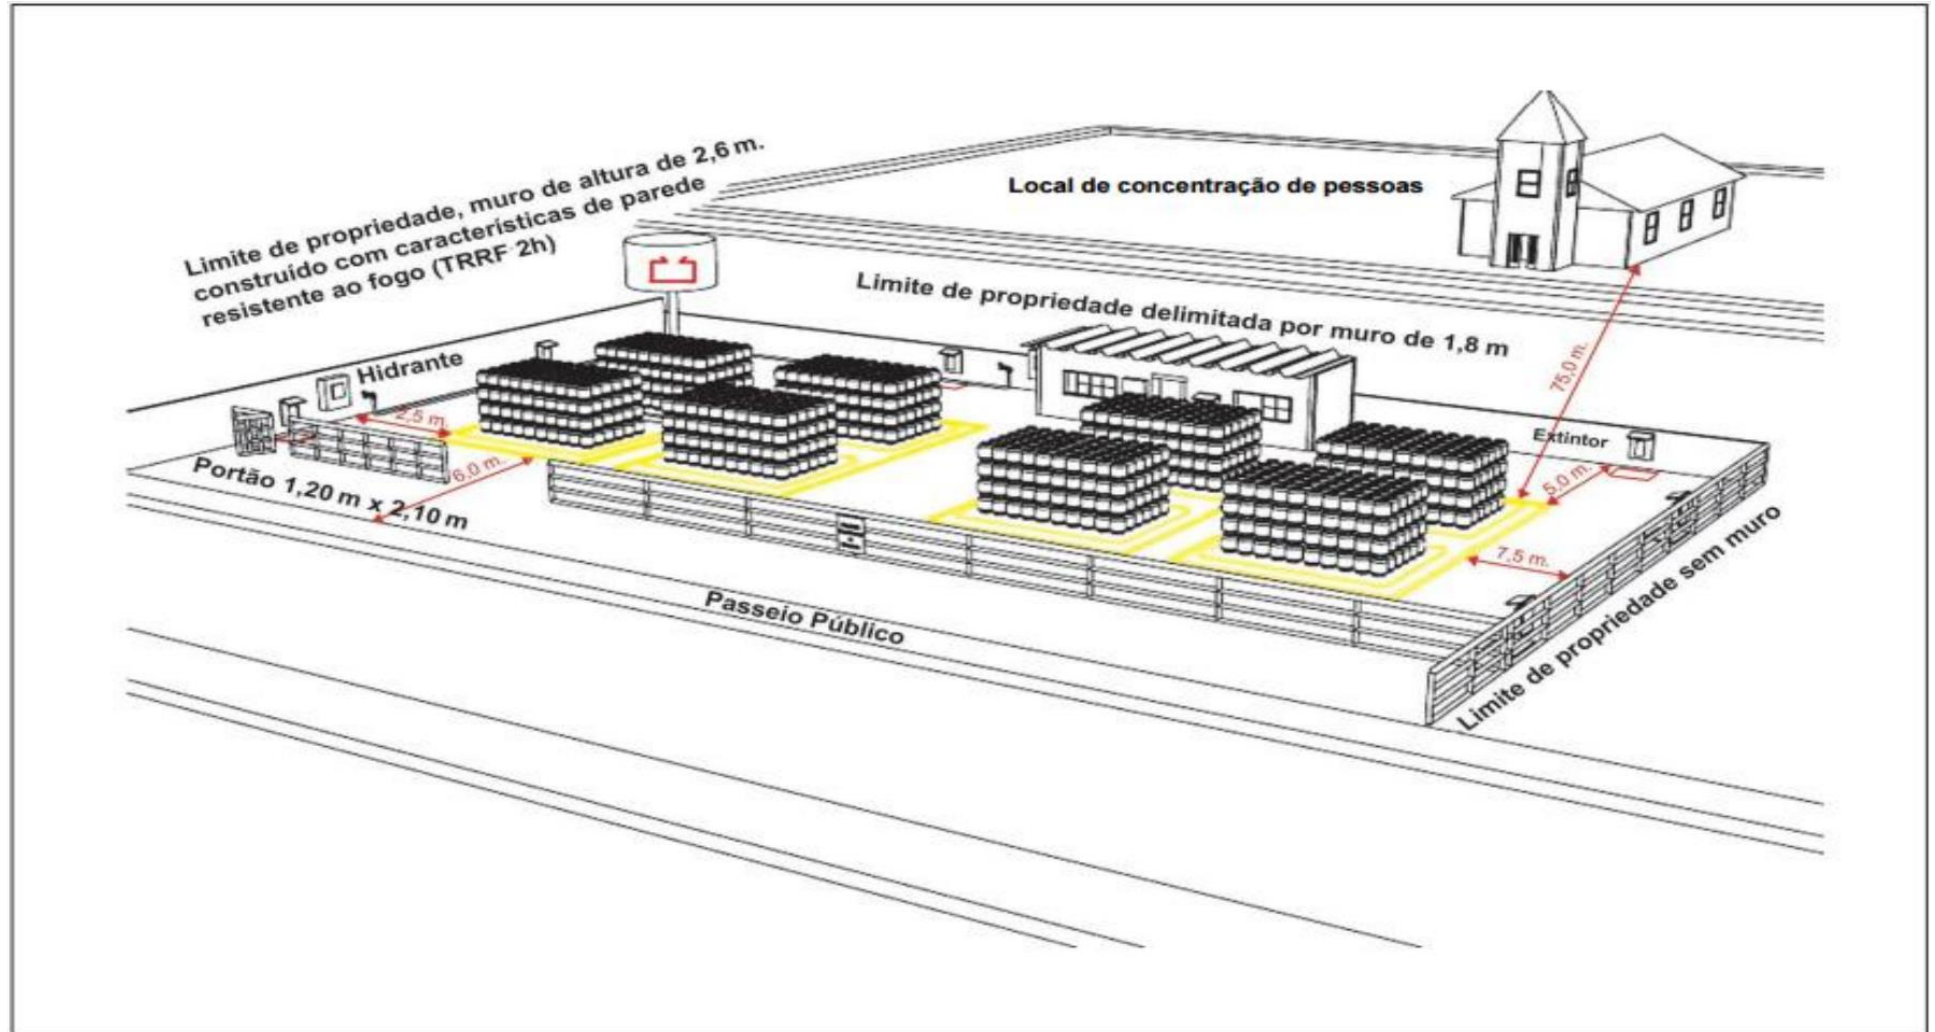 Limite de propriedade, muro de altura de 2,6 m.
construído com características de parede
resistente ao fogo (TRRF 2h)
Local de concentração de pessoas
Limite de propriedade delimitada por muro de 1,8 m
75,0 m.
Hidrante
2,5 m.
Extintor
5,0 m.
6,0 m.
Portão 1,20 m x 2,10 m
7,5 m.
Limite de propriedade sem muro
Passeio Público